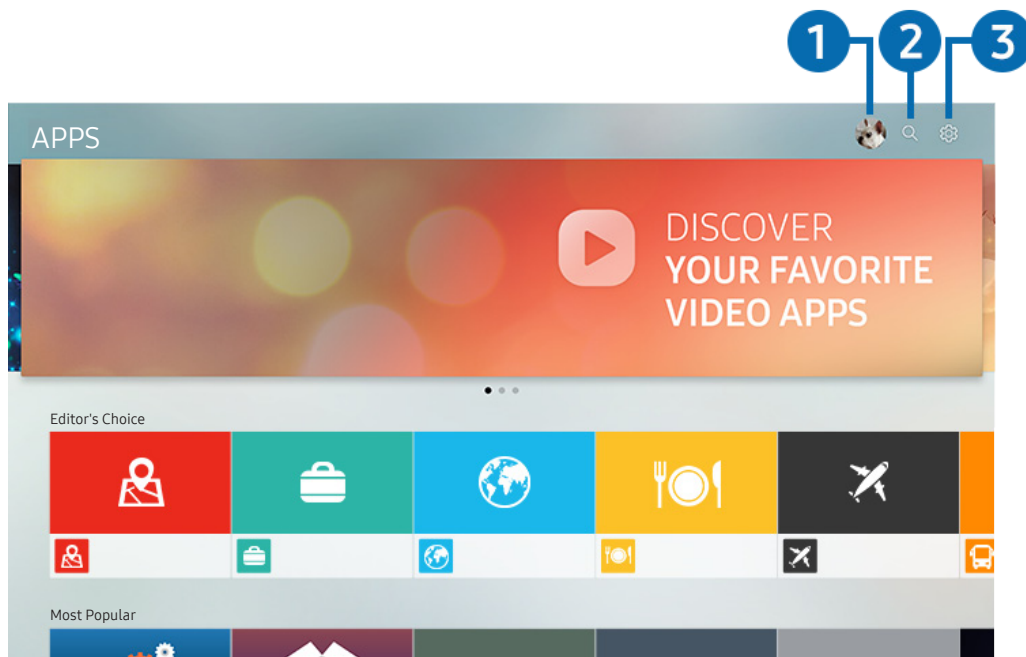 1 2 3
APPS
DISCOVER
YOUR FAVORITE
VIDEO APPS
Editor's Choice
Most Popular